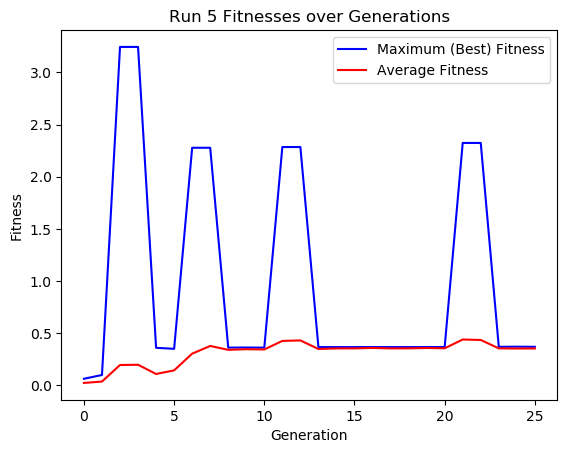 Run 5 Fitnesses over Generations
Maximum (Best) Fitness
Average Fitness
Fitness
3.0
2.5
2.0
1.5
1.0
0.5
0.0
0 5 10 15 20 25
Generation